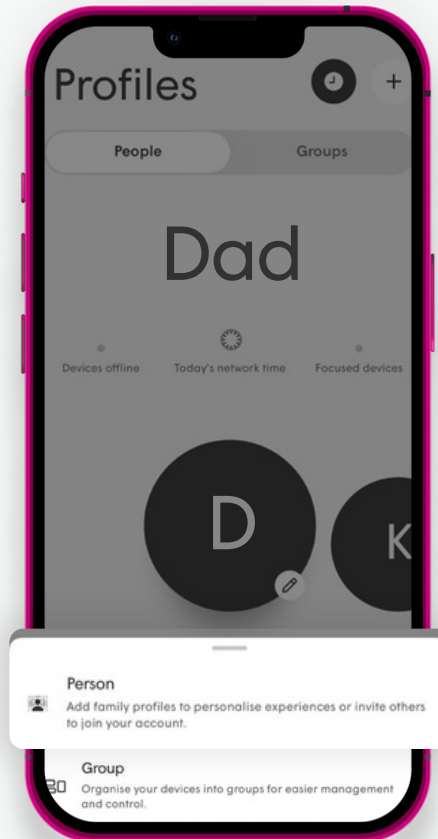 Profiles
+
People Groups
Dad
Devices offline Today's network time Focused devices
D
K
Person
Add family profiles to personalise experiences or invite others
to join your account.
Group
Organise your devices into groups for easier management
and control.